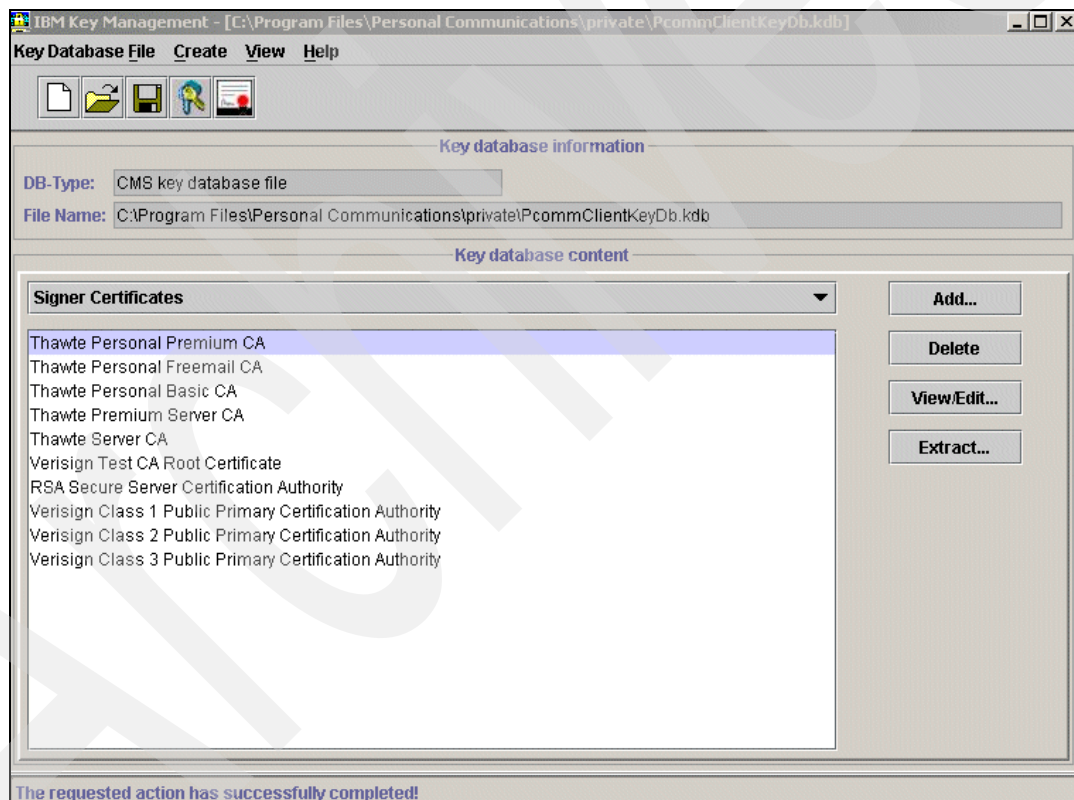 IBM Key Management - [C:\Program Files\Personal Communications\private\PcommClientKeyDb.kdb]
Key Database File Create View Help
Key database information
DB-Type: CMS key database file
File Name: C:\Program Files\Personal Communications\private\PcommClientKeyDb.kdb
Key database content
Signer Certificates
Add...
Thawte Personal Premium CA
Delete
Thawte Personal Freemail CA
Thawte Personal Basic CA
View/Edit...
Thawte Premium Server CA
Thawte Server CA
Extract...
Verisign Test CA Root Certificate
RSA Secure Server Certification Authority
Verisign Class 1 Public Primary Certification Authority
Verisign Class 2 Public Primary Certification Authority
Verisign Class 3 Public Primary Certification Authority
The requested action has successfully completed!